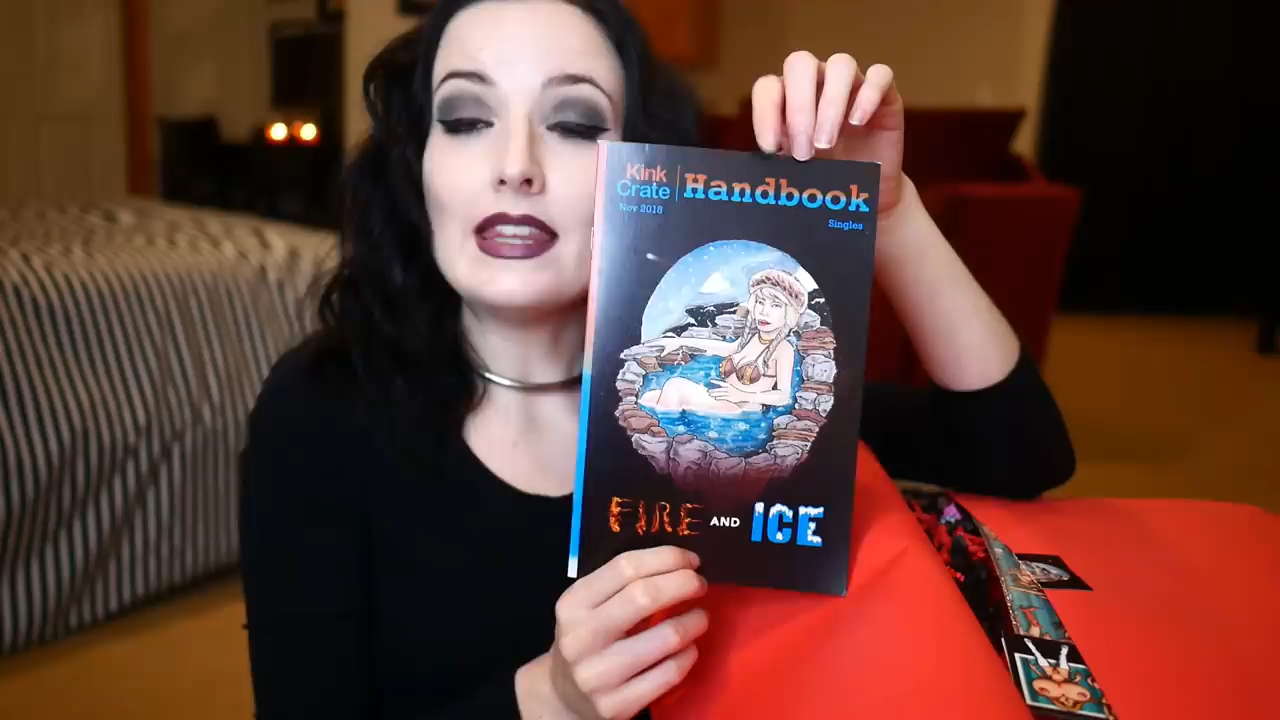 Kink
Crate
Handbook
Nov 2018
Singles
FIRE AND ICE